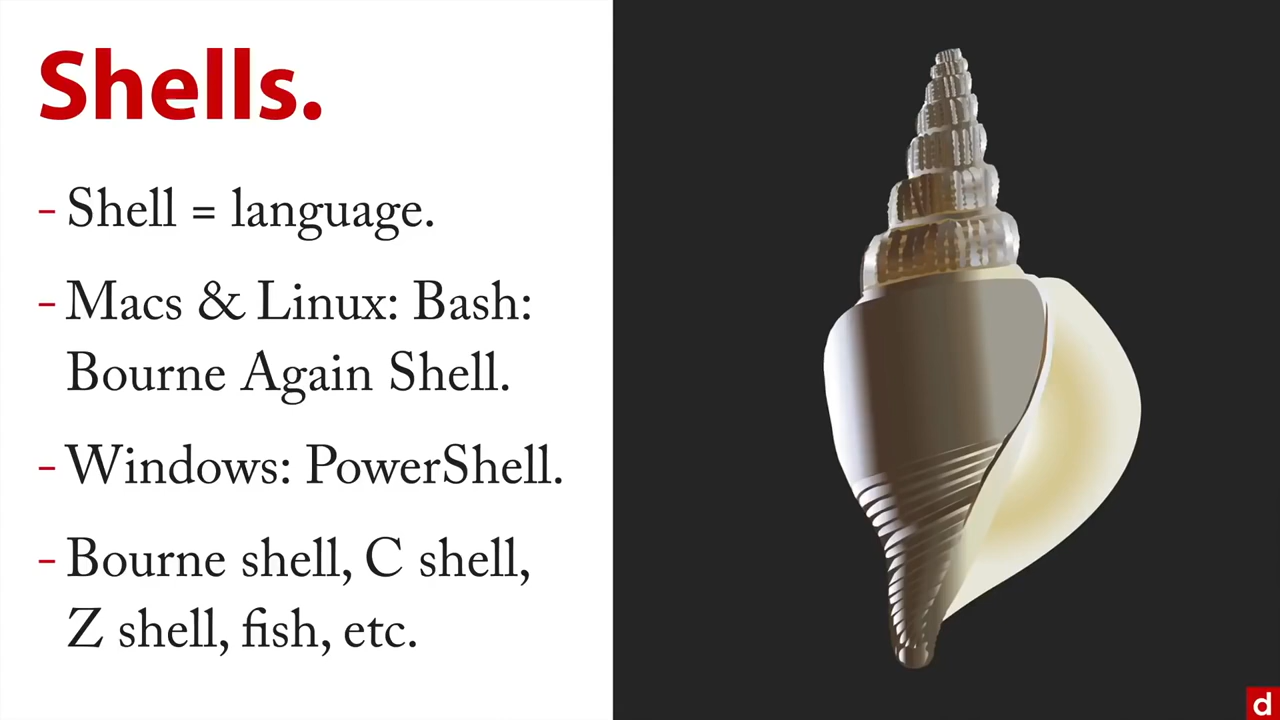 Shells.
- Shell = language.
- Macs & Linux: Bash:
Bourne Again Shell.
- Windows: PowerShell.
- Bourne shell, C shell,
Z shell, fish, etc.
d